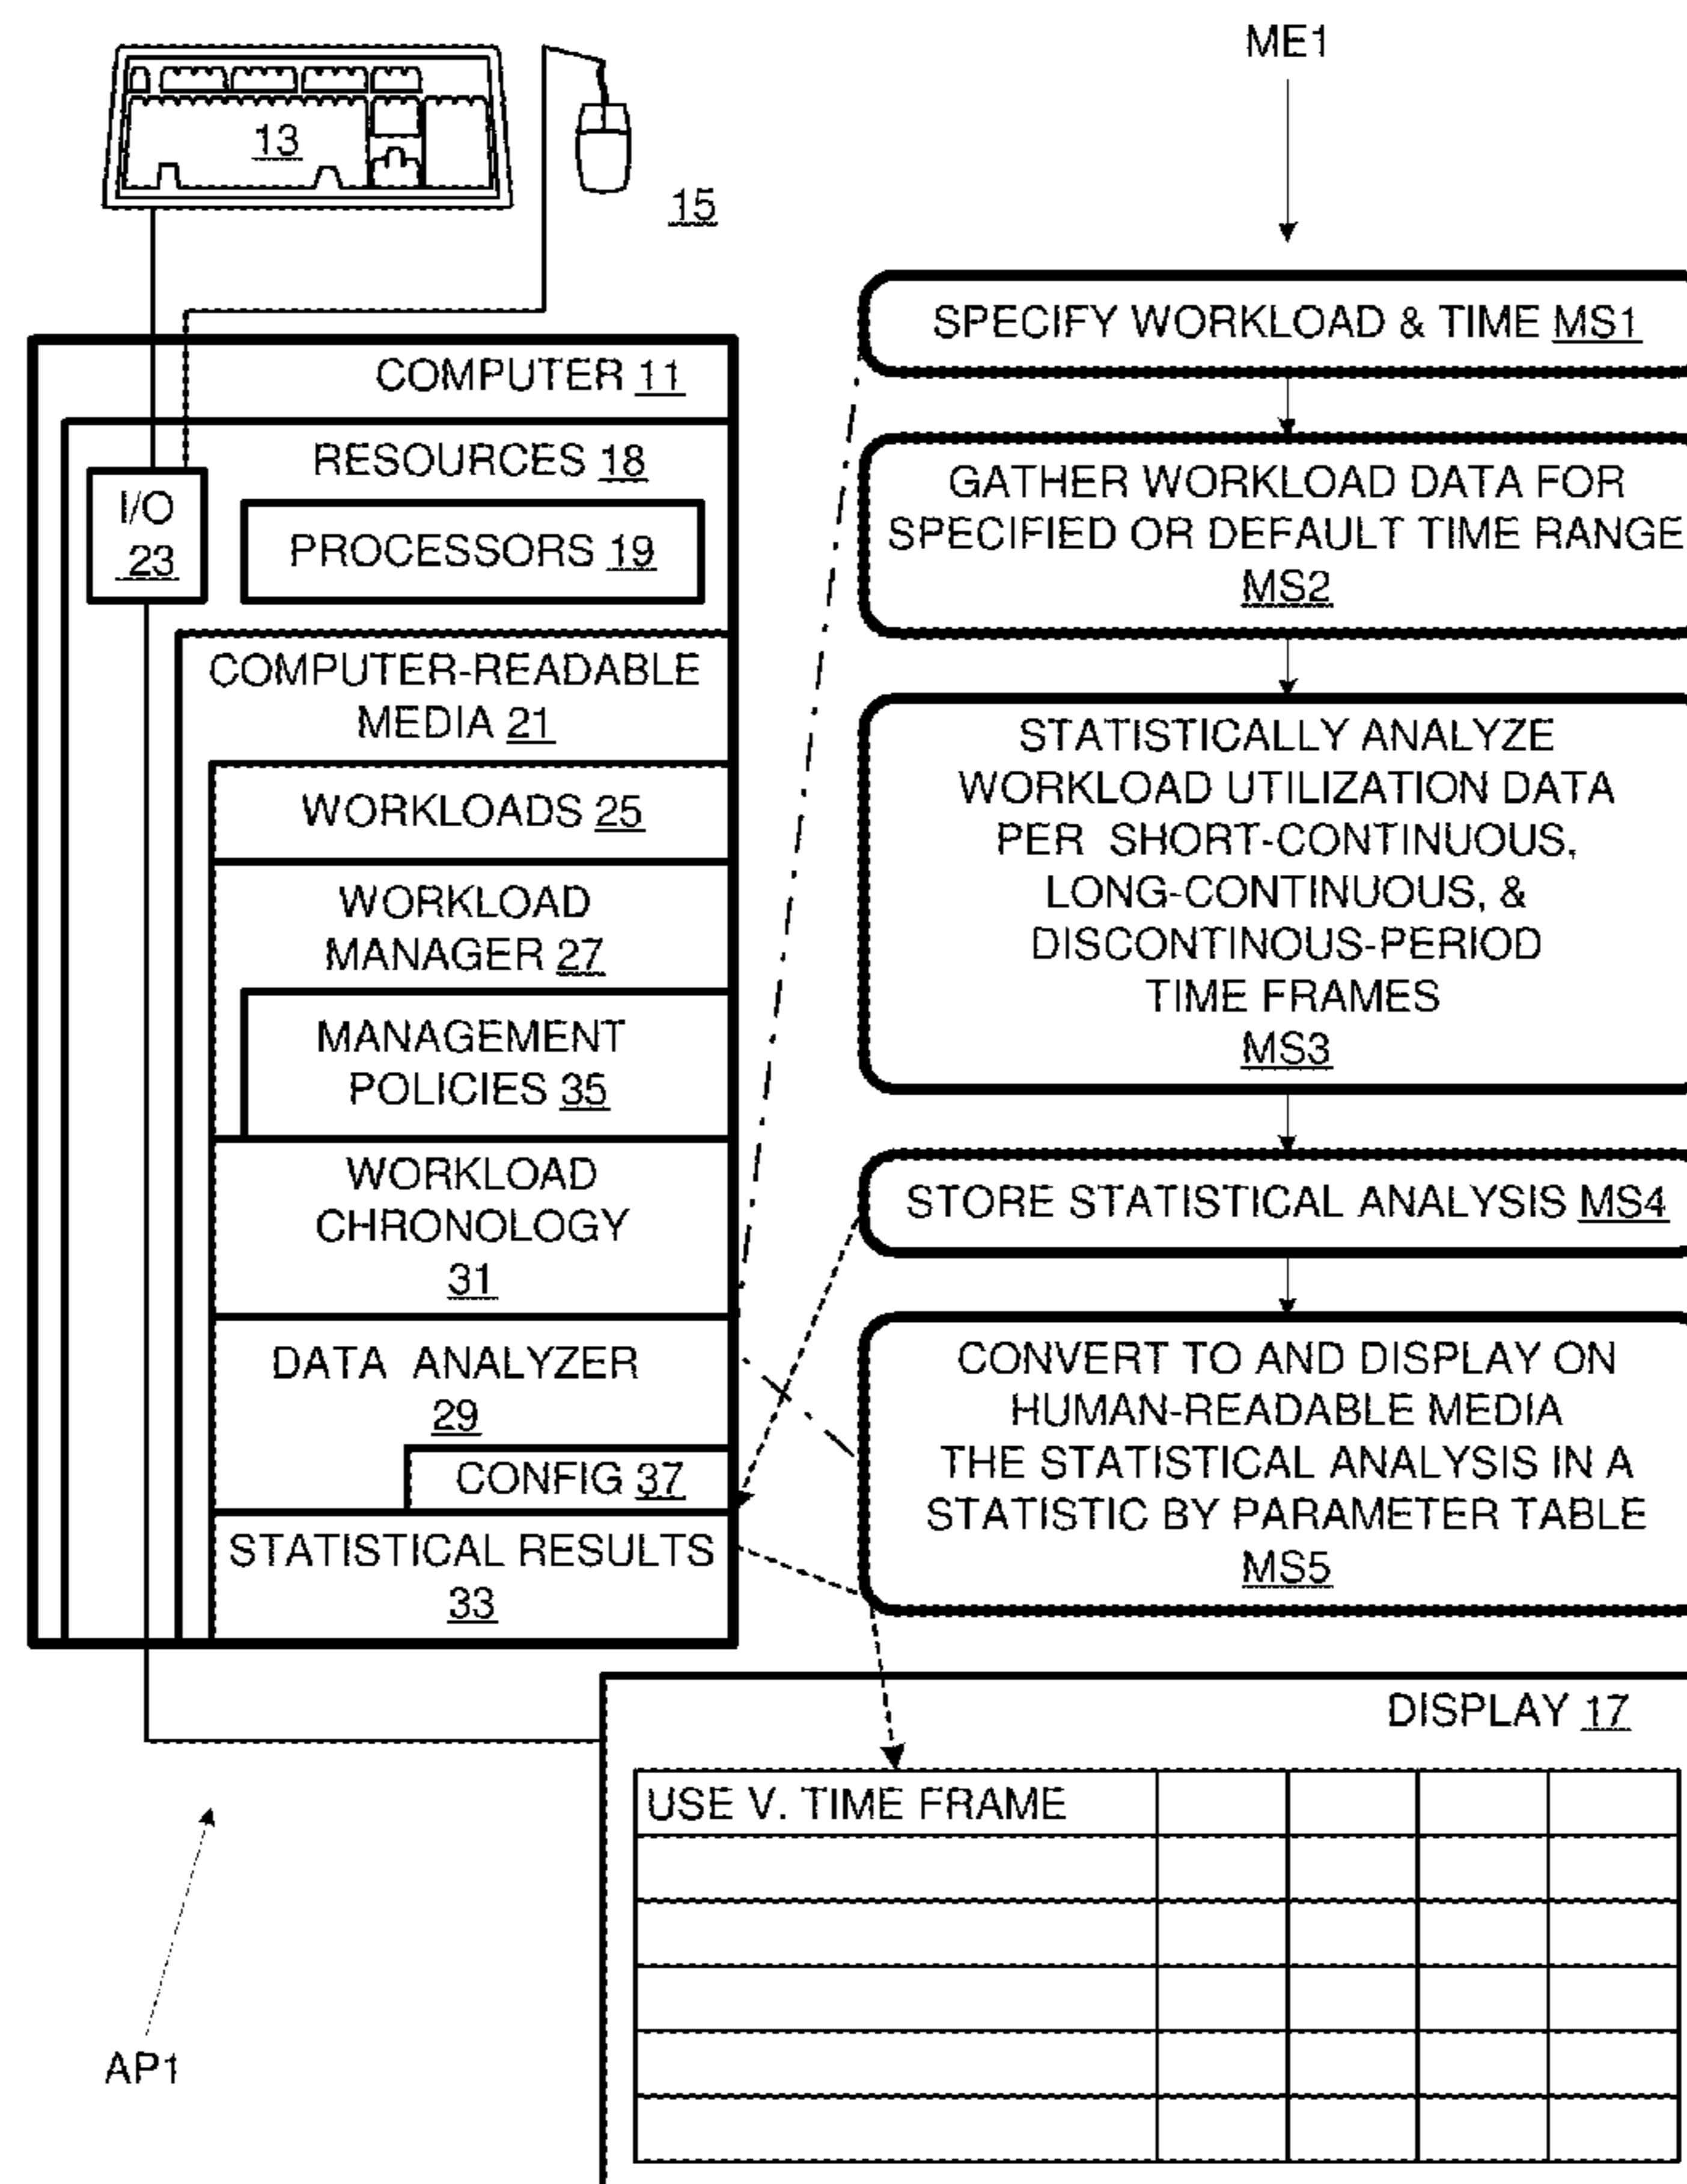 13
15
COMPUTER 11
RESOURCES 18
I/O
23
PROCESSORS 19
COMPUTER-READABLE
MEDIA 21
WORKLOADS 25
WORKLOAD
MANAGER 27
MANAGEMENT
POLICIES 35
WORKLOAD
CHRONOLOGY
31
DATA ANALYZER
29
CONFIG 37
STATISTICAL RESULTS
33
AP1
ME1
SPECIFY WORKLOAD & TIME MS1
GATHER WORKLOAD DATA FOR
SPECIFIED OR DEFAULT TIME RANGE
MS2
STATISTICALLY ANALYZE
WORKLOAD UTILIZATION DATA
PER SHORT-CONTINUOUS,
LONG-CONTINUOUS, &
DISCONTINOUS-PERIOD
TIME FRAMES
MS3
STORE STATISTICAL ANALYSIS MS4
CONVERT TO AND DISPLAY ON
HUMAN-READABLE MEDIA
THE STATISTICAL ANALYSIS IN A
STATISTIC BY PARAMETER TABLE
MS5
DISPLAY 17
USE V. TIME FRAME